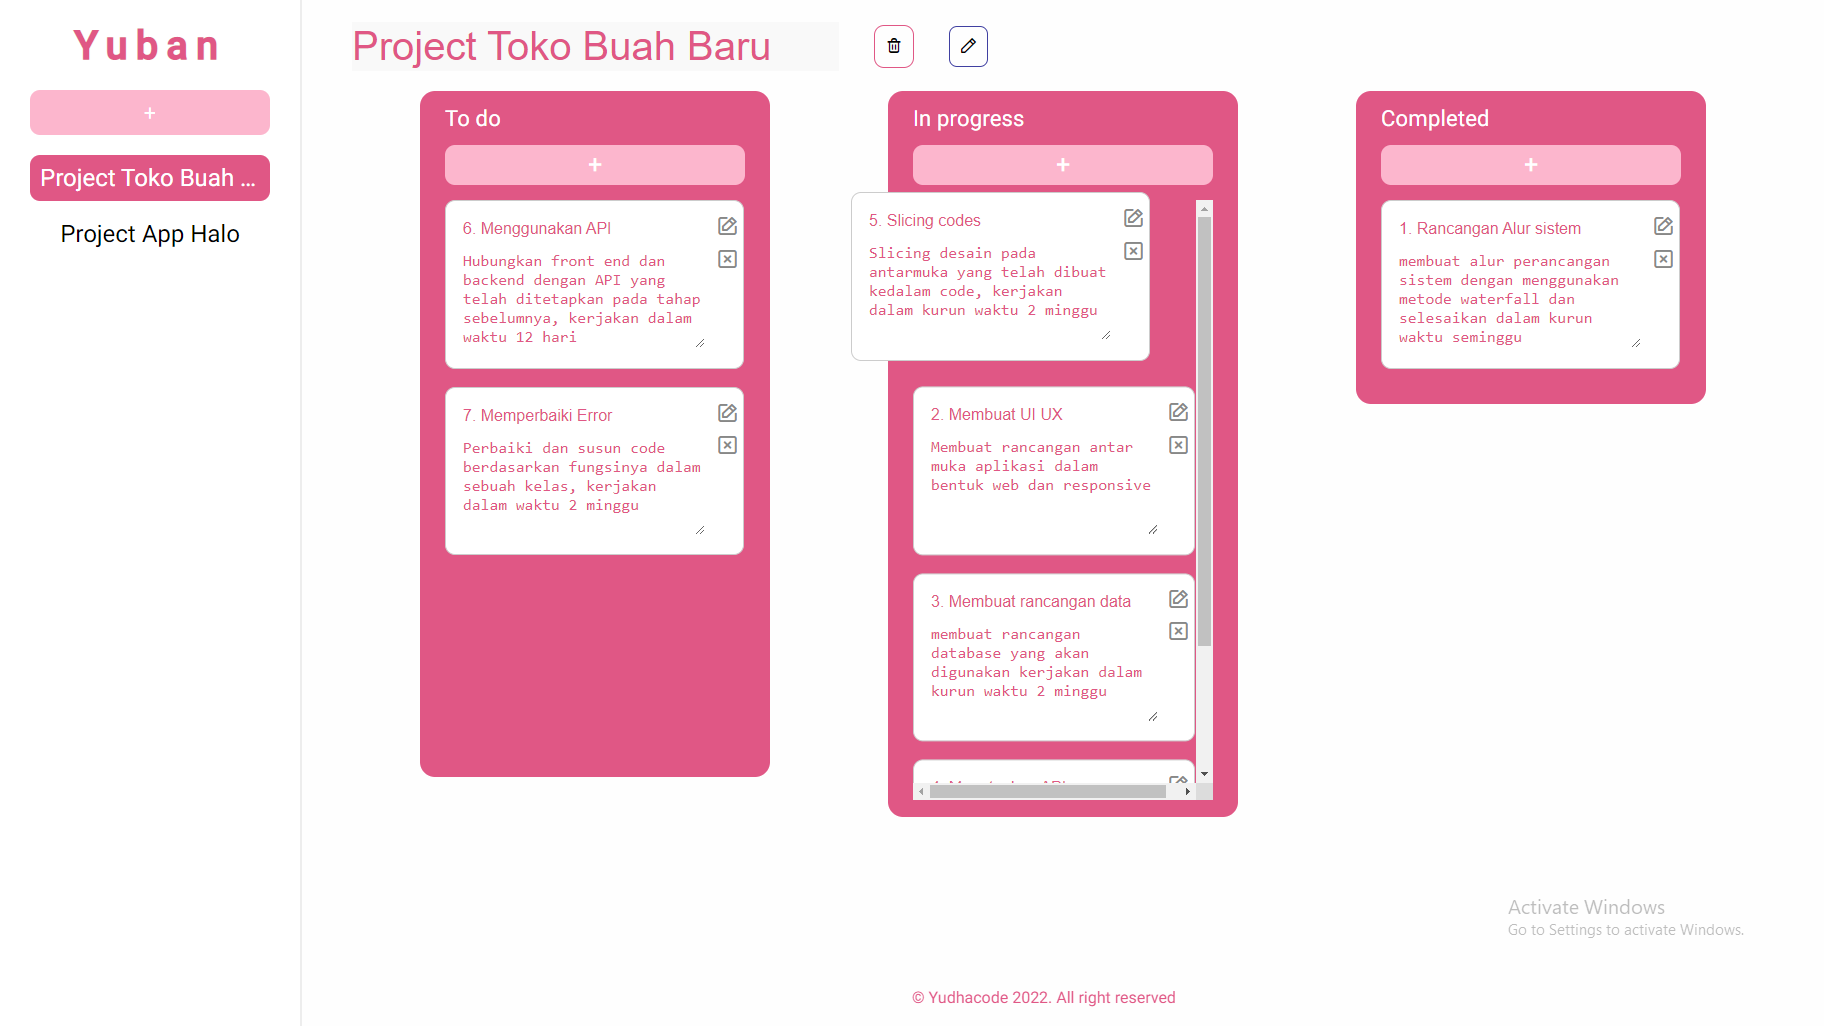 Yuban
+
Project Toko Buah ...
Project App Halo
Project Toko Buah Baru
To do
+
6. Menggunakan API
Hubungkan front end dan
backend dengan API yang
telah ditetapkan pada tahap
sebelumnya, kerjakan dalam
waktu 12 hari
7. Memperbaiki Error
Perbaiki dan susun code
berdasarkan fungsinya dalam
sebuah kelas, kerjakan
dalam waktu 2 minggu
In progress
+
5. Slicing codes
Slicing desain pada
antarmuka yang telah dibuat
kedalam code, kerjakan
dalam kurun waktu 2 minggu
2. Membuat UI UX
Membuat rancangan antar
muka aplikasi dalam
bentuk web dan responsive
3. Membuat rancangan data
membuat rancangan
database yang akan
digunakan kerjakan dalam
kurun waktu 2 minggu
Completed
+
1. Rancangan Alur sistem
membuat alur perancangan
sistem dengan menggunakan
metode waterfall dan
selesaikan dalam kurun
waktu seminggu
Activate Windows
Go to Settings to activate Windows.
© Yudhacode 2022. All right reserved